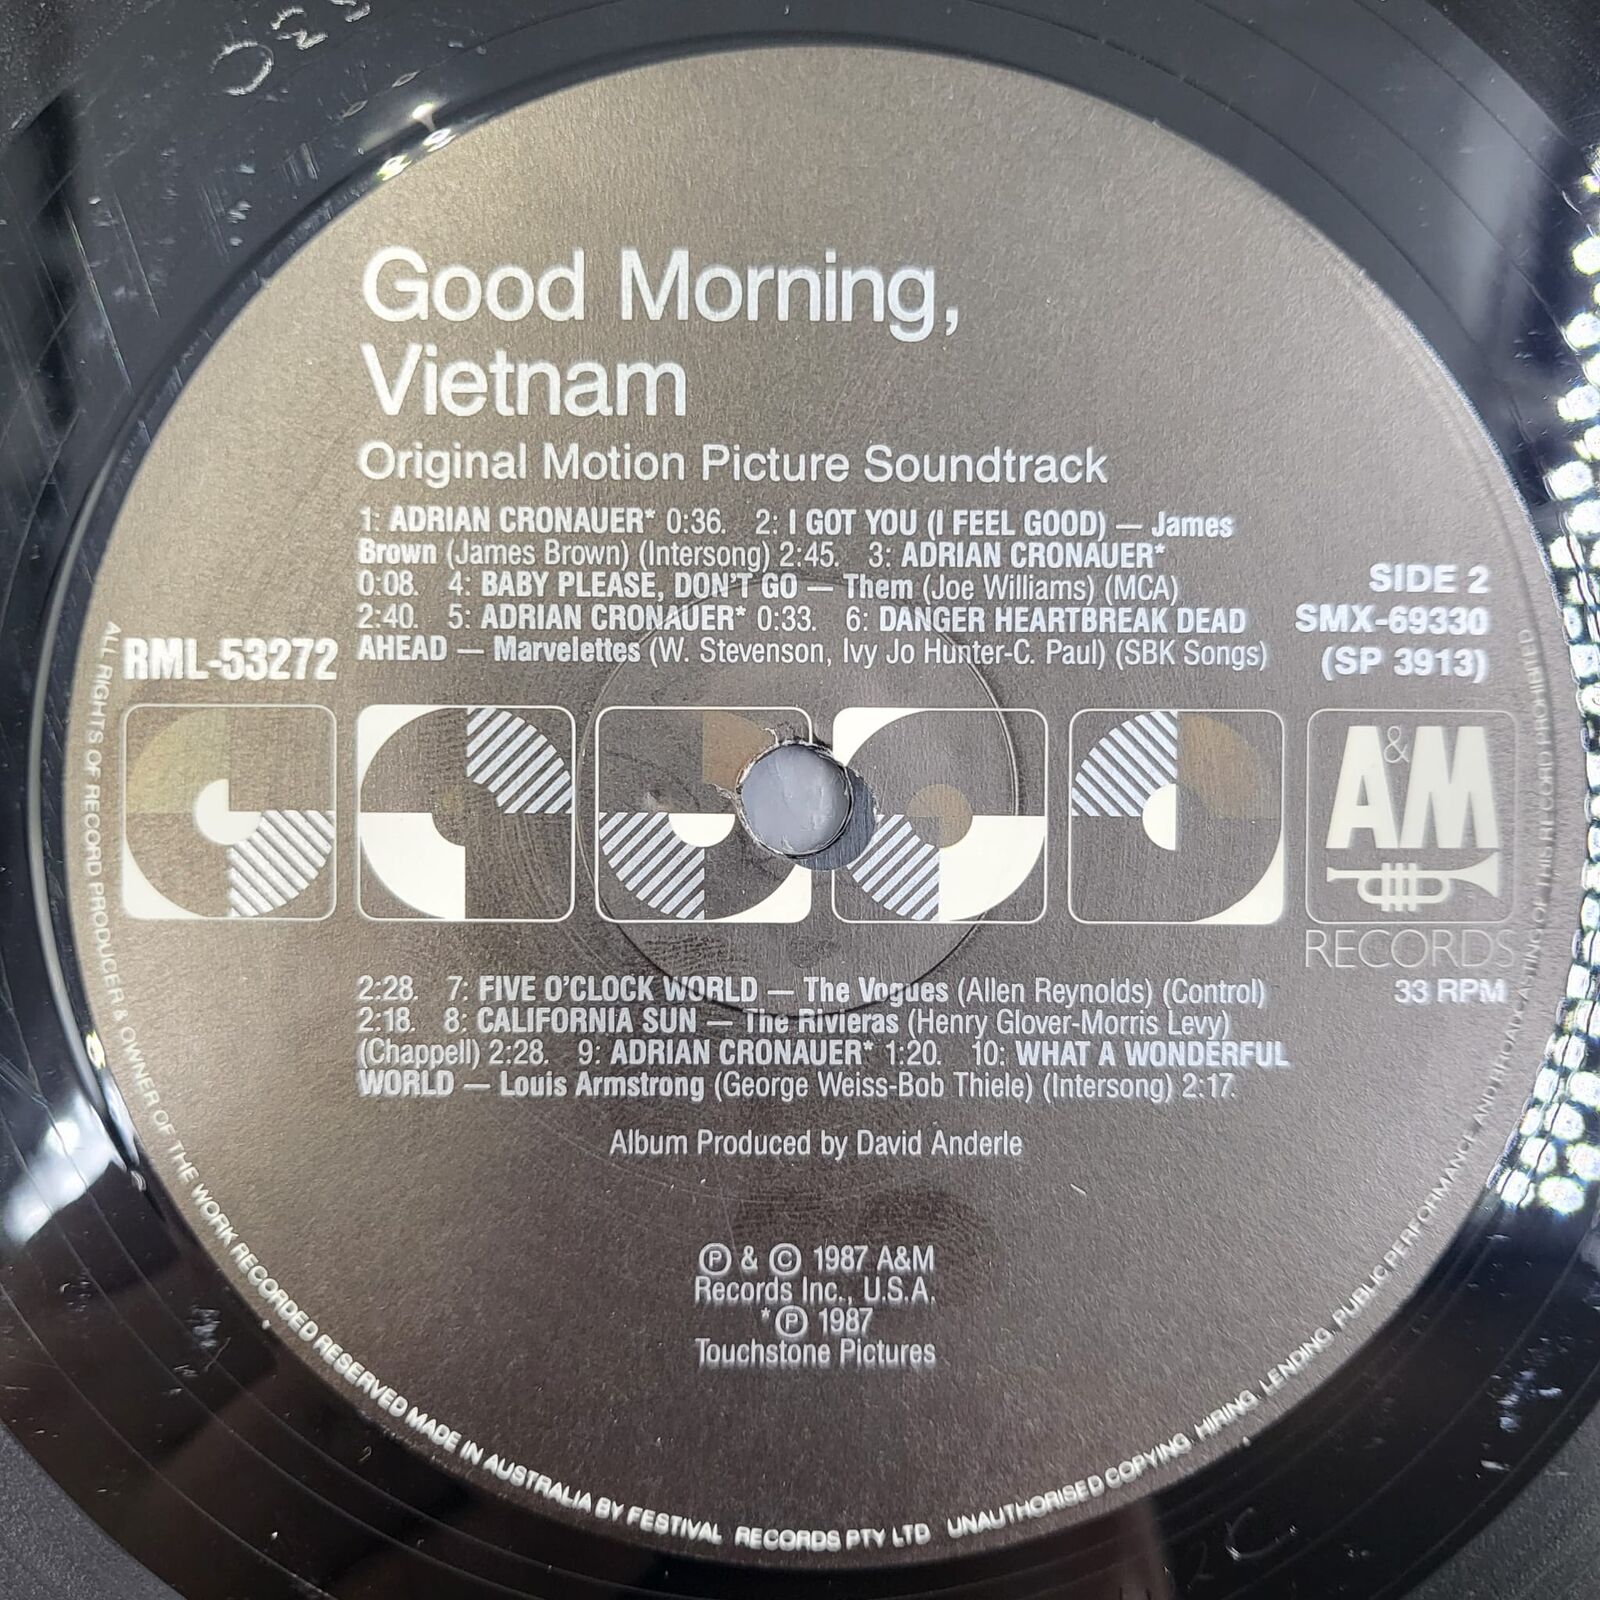 Good Morning,
Vietnam
Original Motion Picture Soundtrack
1: ADRIAN CRONAUER* 0:36. 2: I GOT YOU (I FEEL GOOD) — James
Brown (James Brown) (Intersong) 2:45. 3: ADRIAN CRONAUER*
0:08. 4: BABY PLEASE, DON'T GO — Them (Joe Williams) (MCA)
2:40. 5: ADRIAN CRONAUER* 0:33. 6: DANGER HEARTBREAK DEAD
AHEAD — Marvelettes (W. Stevenson, Ivy Jo Hunter-C. Paul) (SBK Songs)
SIDE 2
SMX-69330
(SP 3913)
RML-53272
A&M
RECORDS
33 RPM
2:28. 7: FIVE O'CLOCK WORLD — The Vogues (Allen Reynolds) (Control)
2:18. 8: CALIFORNIA SUN — The Rivieras (Henry Glover-Morris Levy)
(Chappell) 2:28. 9: ADRIAN CRONAUER* 1:20. 10: WHAT A WONDERFUL
WORLD — Louis Armstrong (George Weiss-Bob Thiele) (Intersong) 2:17.
Album Produced by David Anderle
℗ & © 1987 A&M
Records Inc., U.S.A.
*℗ 1987
Touchstone Pictures
ALL RIGHTS OF RECORD PRODUCER & OWNER OF THE WORK RECORDED RESERVED MADE IN AUSTRALIA BY FESTIVAL RECORDS PTY LTD UNAUTHORISED COPYING, HIRING, LENDING, PUBLIC PERFORMANCE AND BROADCASTING OF THIS RECORD PROHIBITED